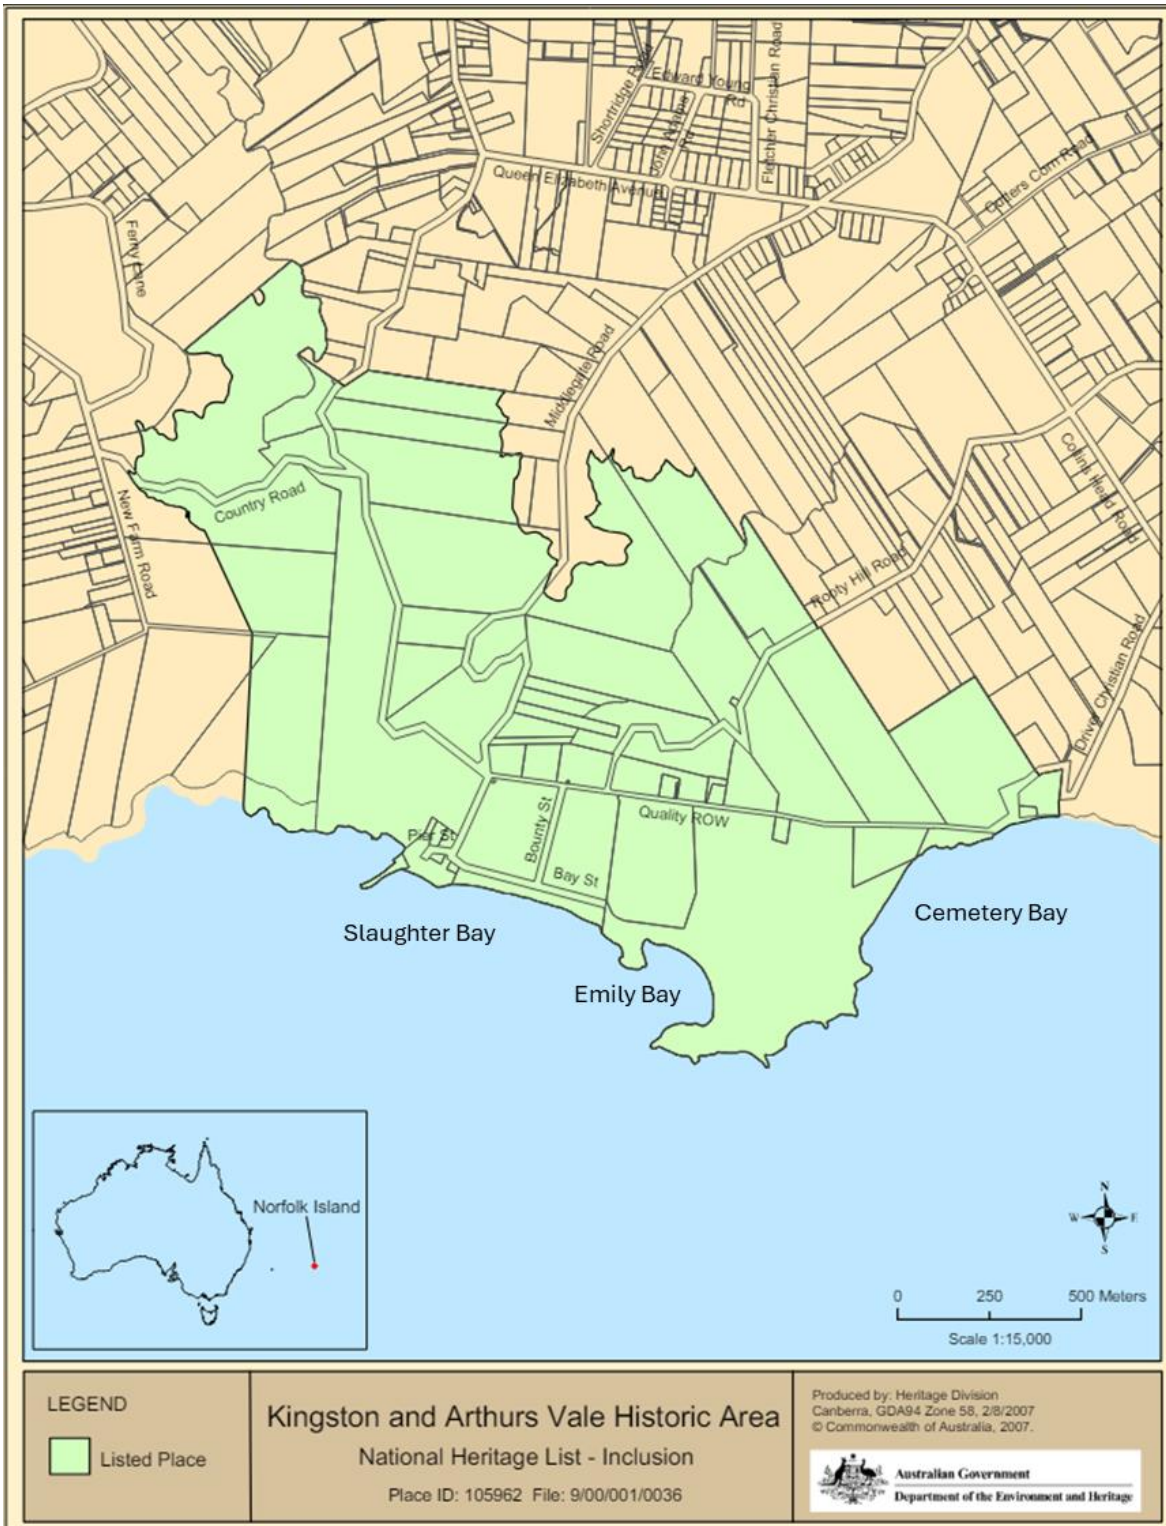 Edward Young
Rd
Shortridge Road
John Adams
Rd
Fletcher Christian Road
Queen Elizabeth Avenue
Cutters Corn Road
Ferny Lane
Middlegate Road
Country Road
New Farm Road
Collins Head Road
Rooty Hill Road
Driver Christian Road
Quality ROW
Pier St
Bounty St
Bay St
Slaughter Bay
Emily Bay
Cemetery Bay
Norfolk Island
N
W
E
S
0 250 500 Meters
Scale 1:15,000
LEGEND
Listed Place
Kingston and Arthurs Vale Historic Area
National Heritage List - Inclusion
Place ID: 105962 File: 9/00/001/0036
Produced by: Heritage Division
Canberra, GDA94 Zone 58, 2/8/2007
© Commonwealth of Australia, 2007.
Australian Government
Department of the Environment and Heritage